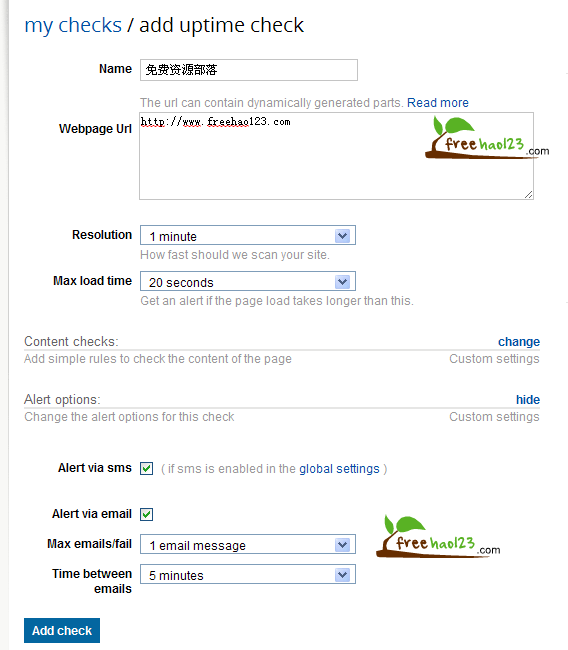 my checks / add uptime check
Name 免费资源部落
The url can contain dynamically generated parts. Read more
Webpage Url http://www.freehao123.com
freehao123.com
Resolution 1 minute
How fast should we scan your site.
Max load time 20 seconds
Get an alert if the page load takes longer than this.
Content checks: change
Add simple rules to check the content of the page Custom settings
Alert options: hide
Change the alert options for this check Custom settings
Alert via sms ( if sms is enabled in the global settings )
Alert via email
Max emails/fail 1 email message
freehao123.com
Time between emails 5 minutes
Add check